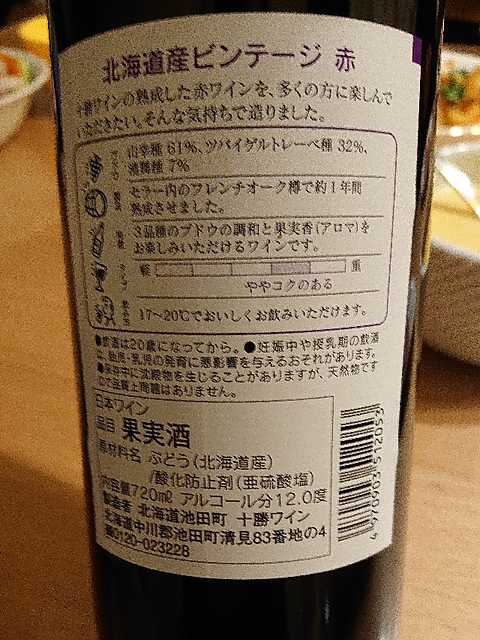 北海道産ビンテージ 赤
十勝ワインの熟成した赤ワインを、多くの方に楽しんで
いただきたい。そんな気持ちで造りました。
山幸種 61%、ツバイゲルトレーベ種 32%、
清舞種 7%
セラー内のフレンチオーク樽で約1年間
熟成させました。
3品種のブドウの調和と果実香(アロマ)を
お楽しみいただけるワインです。
軽 重
ややコクのある
17~20℃でおいしくお飲みいただけます。
●飲酒は20歳になってから。●妊娠中や授乳期の飲酒
は、胎児・乳児の発育に悪影響を与えるおそれがあります。
●保存中に沈殿物を生じることがありますが、天然物です
ので品質上問題はありません。
日本ワイン
品目 果実酒
原材料名 ぶどう(北海道産)
/酸化防止剤(亜硫酸塩)
内容量720mℓ アルコール分12.0度
製造者 北海道池田町 十勝ワイン
北海道中川郡池田町清見83番地の4
☎0120-023228
4 970903 512053